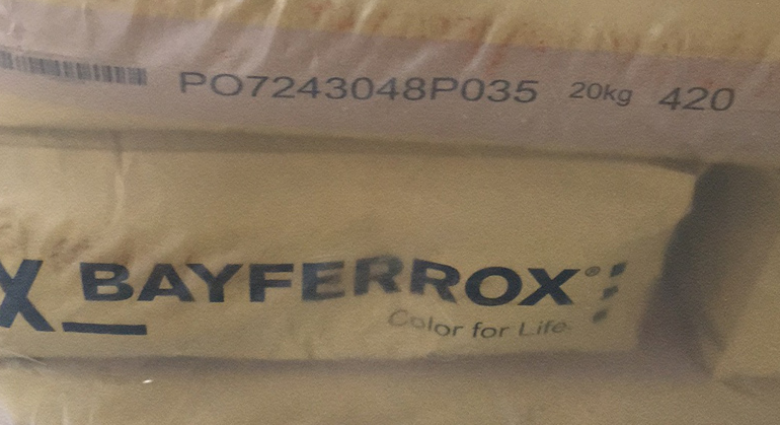 PO7243048P035 20kg 420
X BAYFERROX®
Color for Life